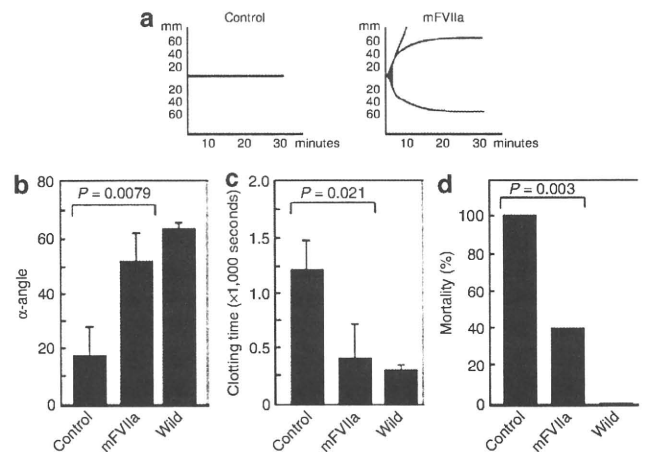 a
Control
mm
60
40
20
20
40
60
10 20 30 minutes
mFVIIa
mm
60
40
20
20
40
60
10 20 30 minutes
b
80
60
40
20
0
α-angle
P = 0.0079
Control mFVIIa Wild
c
2.0
1.5
1.0
0.5
0
Clotting time (×1,000 seconds)
P = 0.021
Control mFVIIa Wild
d
100
80
60
40
20
0
Mortality (%)
P = 0.003
Control mFVIIa Wild